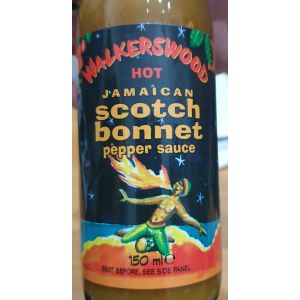 WALKERSWOOD
HOT
JAMAICAN
scotch
bonnet
pepper sauce
150 ml e
BEST BEFORE, SEE SIDE PANEL